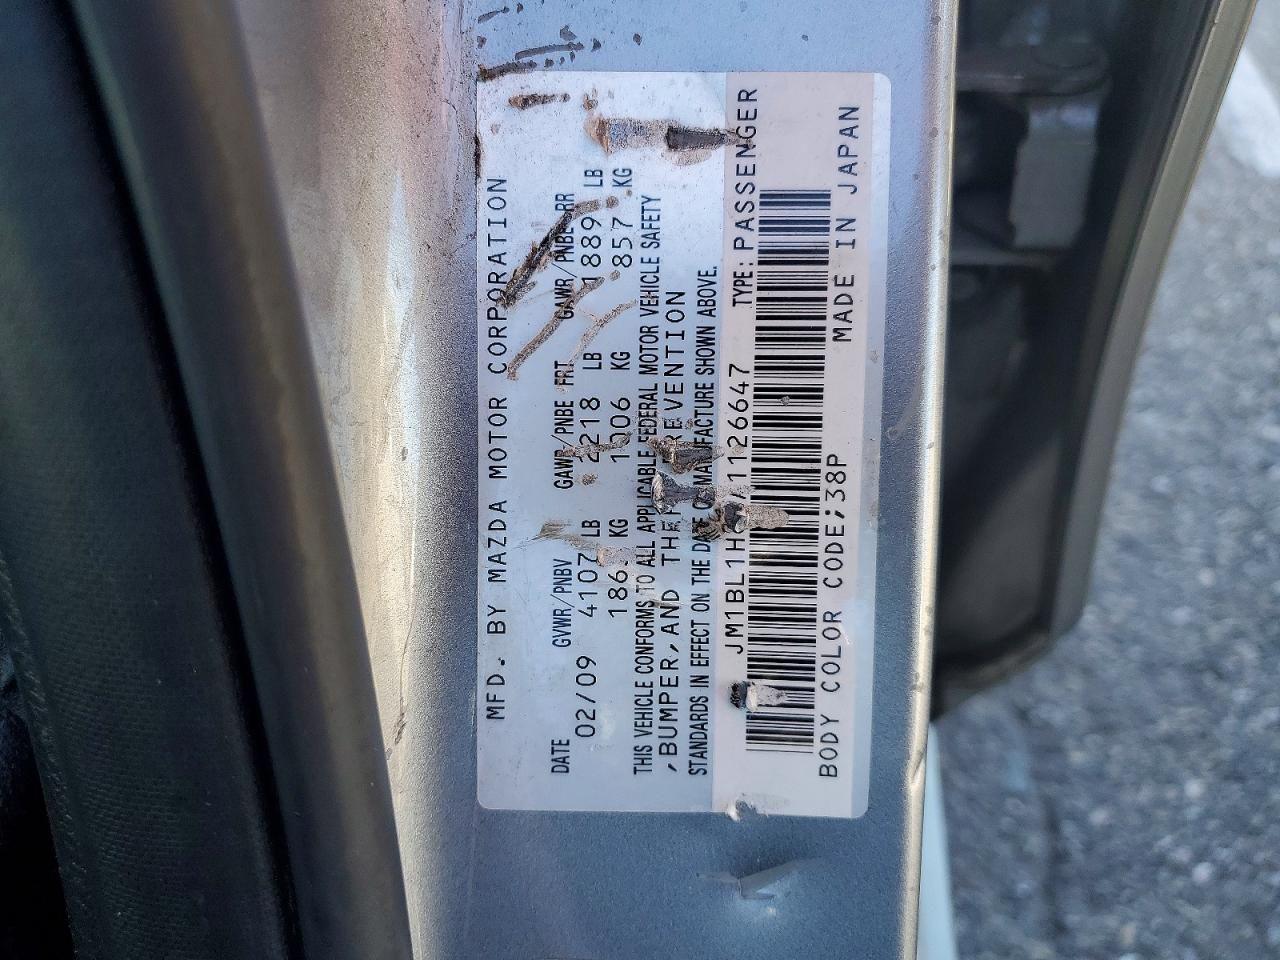 MFD. BY MAZDA MOTOR CORPORATION
DATE GVWR/PNBV GAWR/PNBE FRT GAWR/PNBE RR
02/09 4107 LB 2218 LB 1889 LB
KG 1006 KG 857 KG
THIS VEHICLE CONFORMS TO ALL APPLICABLE FEDERAL MOTOR VEHICLE SAFETY
, BUMPER, AND THEFT PREVENTION
STANDARDS IN EFFECT ON THE DATE OF MANUFACTURE SHOWN ABOVE.
TYPE: PASSENGER
BODY COLOR CODE;38P MADE IN JAPAN